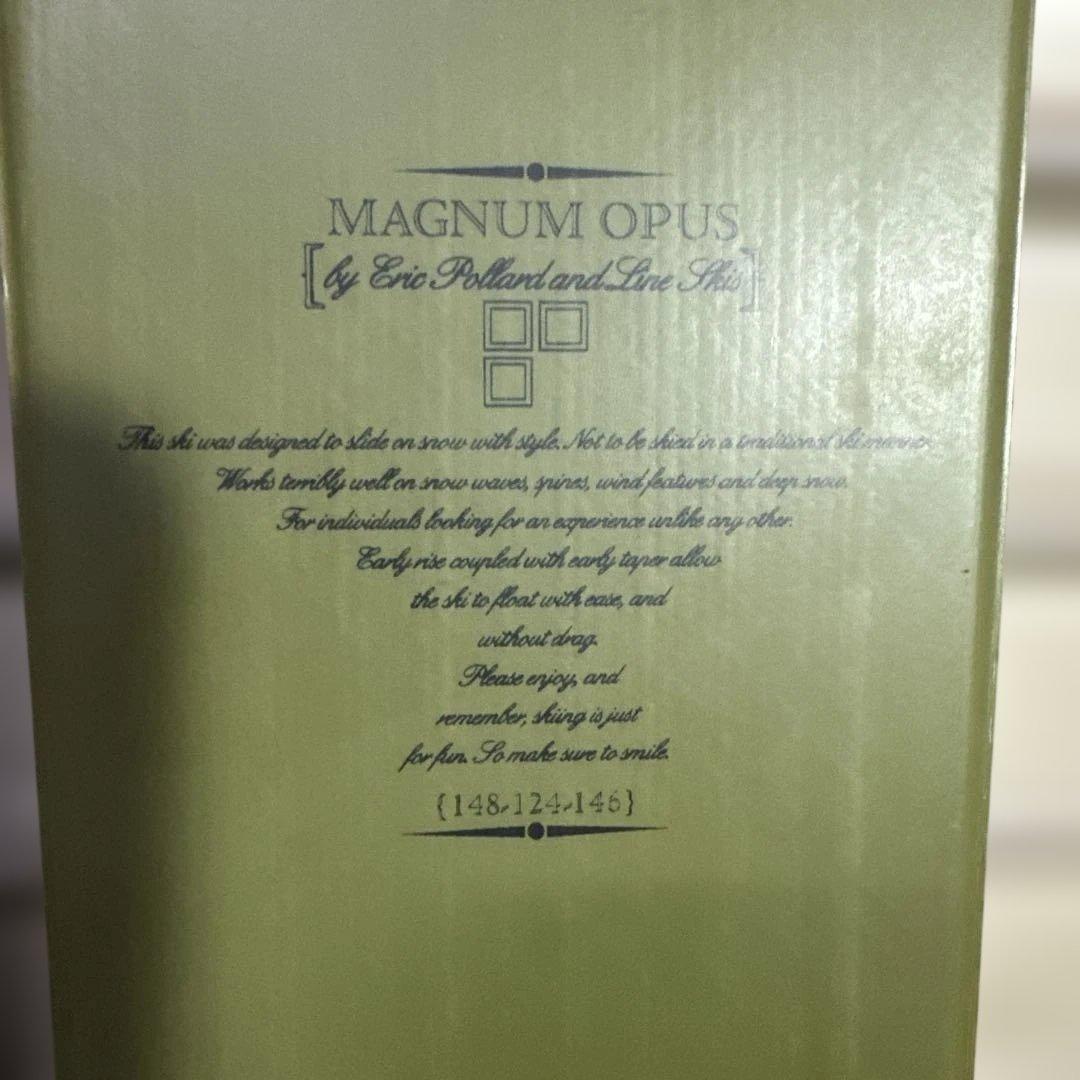 MAGNUM OPUS
[by Eric Pollard and Line Skis]
This ski was designed to slide on snow with style. Not to be skied in a traditional ski manner.
Works terribly well on snow waves, spines, wind features and deep snow.
For individuals looking for an experience unlike any other.
Early rise coupled with early taper allow
the ski to float with ease, and
without drag.
Please enjoy, and
remember, skiing is just
for fun. So make sure to smile.
{148-124-146}